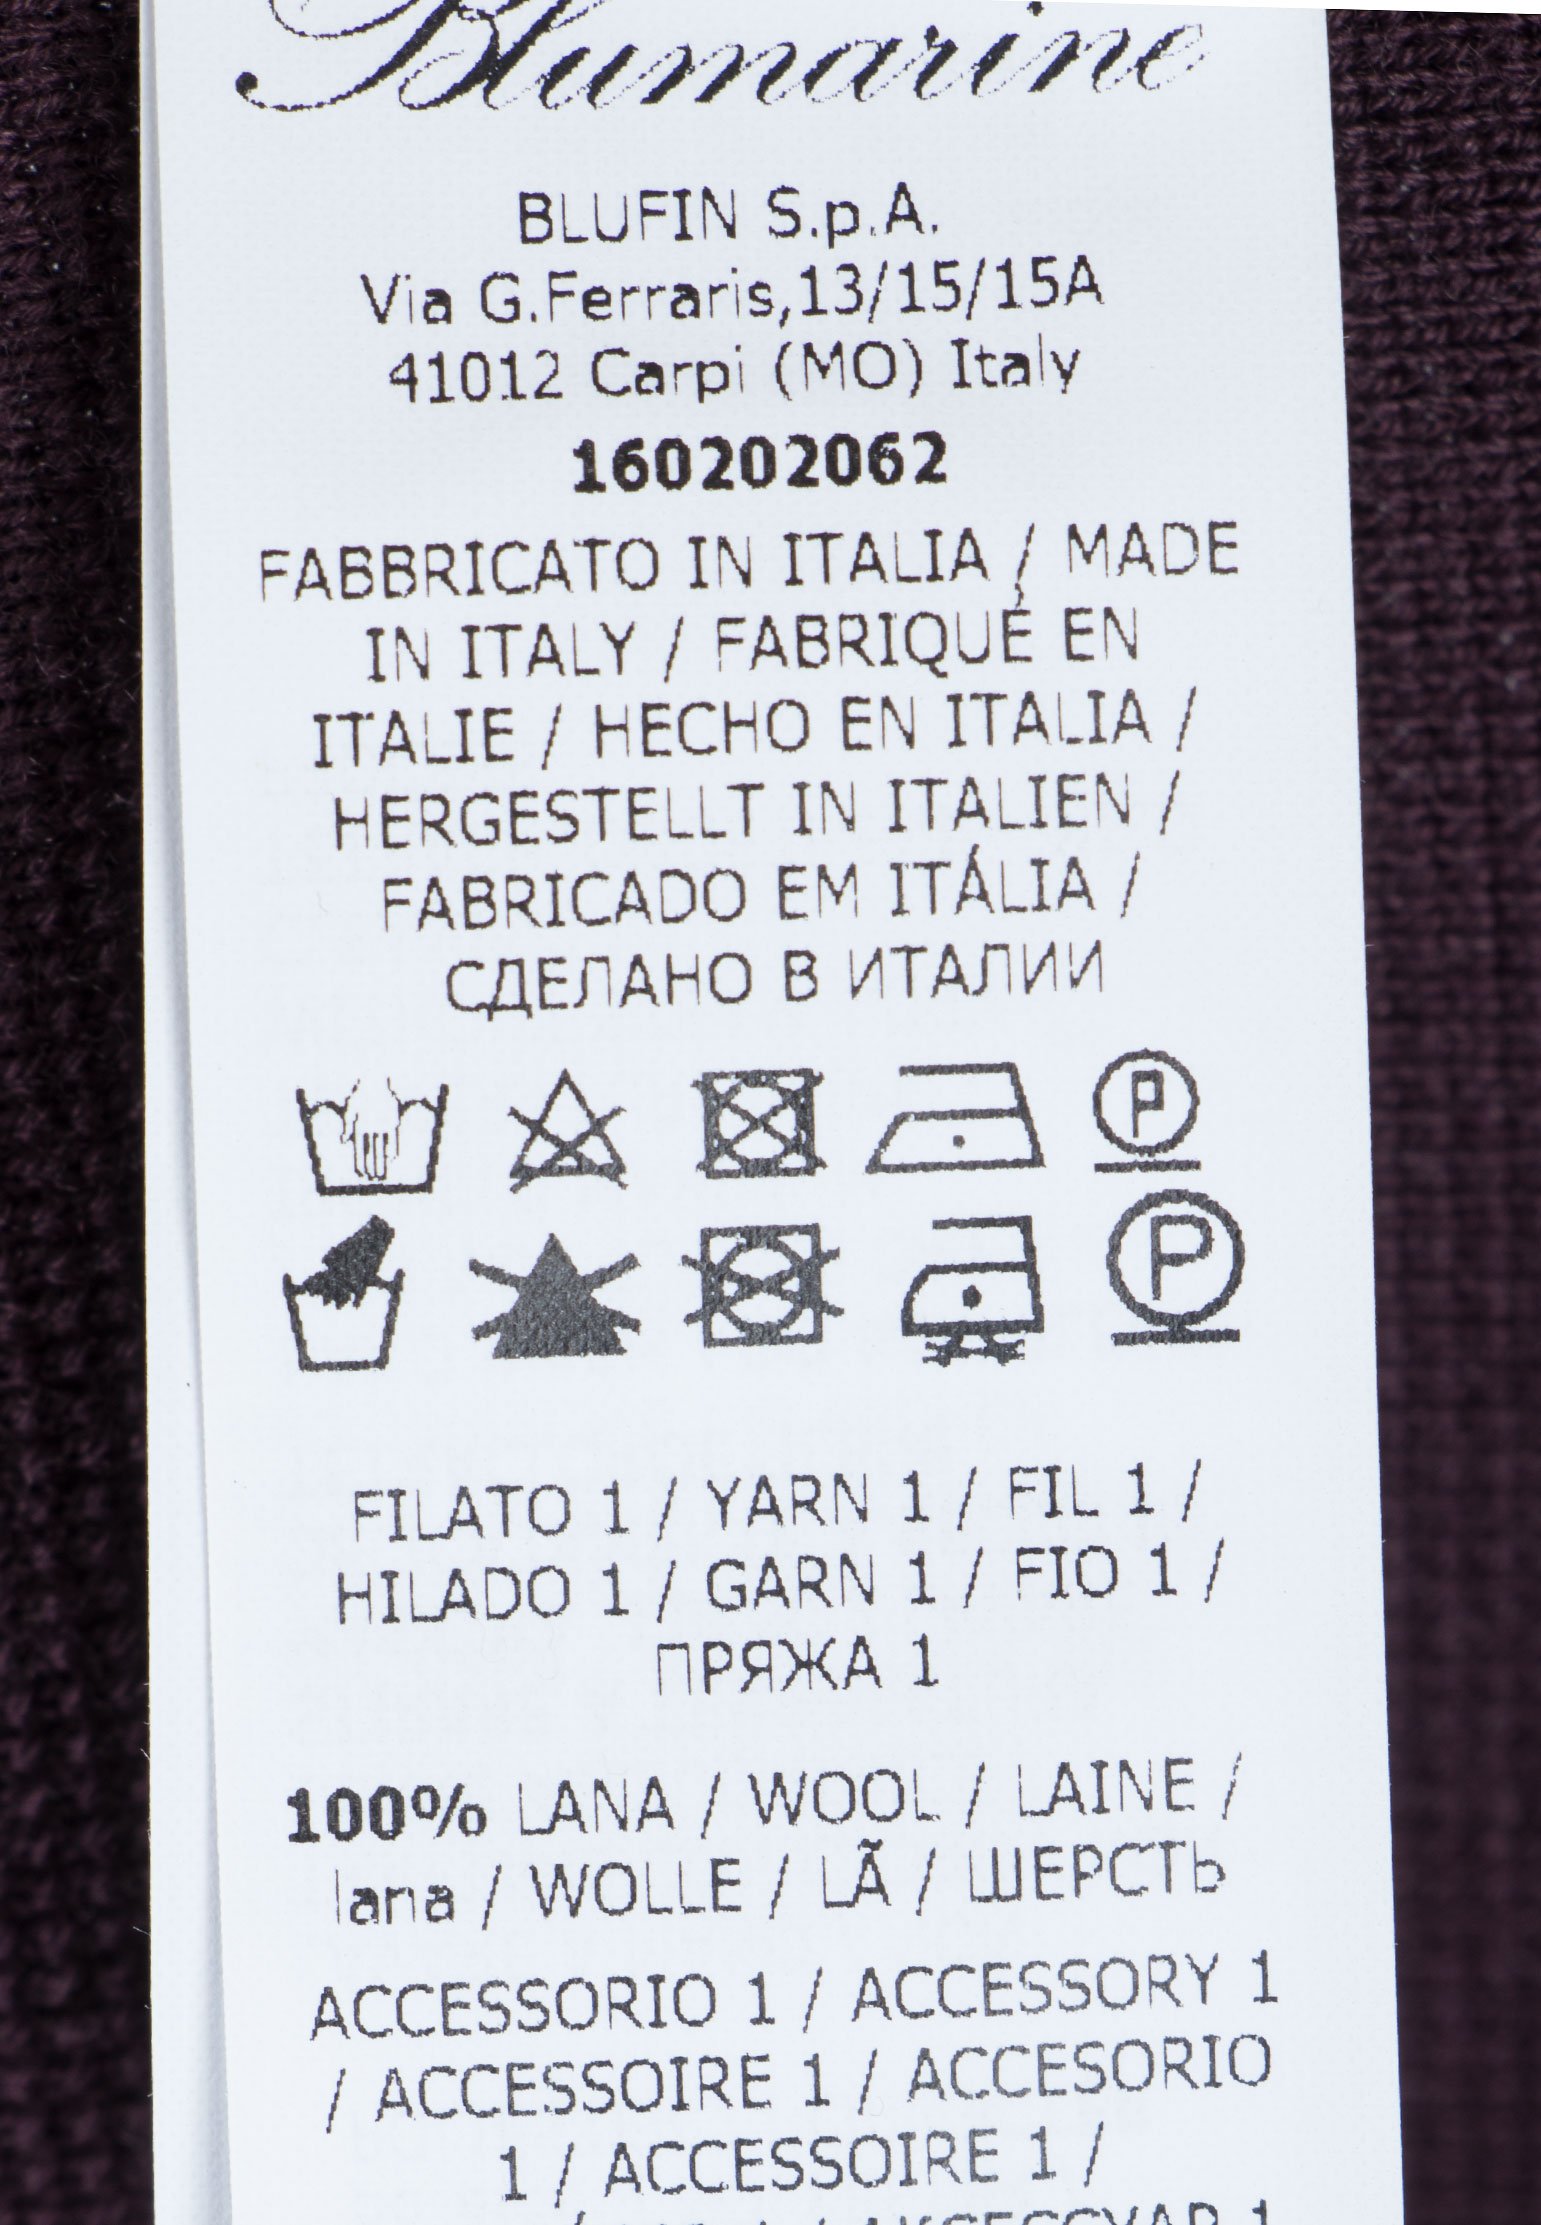 Blumarine
BLUFIN S.p.A.
Via G.Ferraris,13/15/15A
41012 Carpi (MO) Italy
160202062
FABBRICATO IN ITALIA / MADE
IN ITALY / FABRIQUÉ EN
ITALIE / HECHO EN ITALIA /
HERGESTELLT IN ITALIEN /
FABRICADO EM ITÁLIA /
СДЕЛАНО В ИТАЛИИ
P
P
FILATO 1 / YARN 1 / FIL 1 /
HILADO 1 / GARN 1 / FIO 1 /
ПРЯЖА 1
100% LANA / WOOL / LAINE /
lana / WOLLE / LÃ / ШЕРСТЬ
ACCESSORIO 1 / ACCESSORY 1
/ ACCESSOIRE 1 / ACCESORIO
1 / ACCESSOIRE 1 /